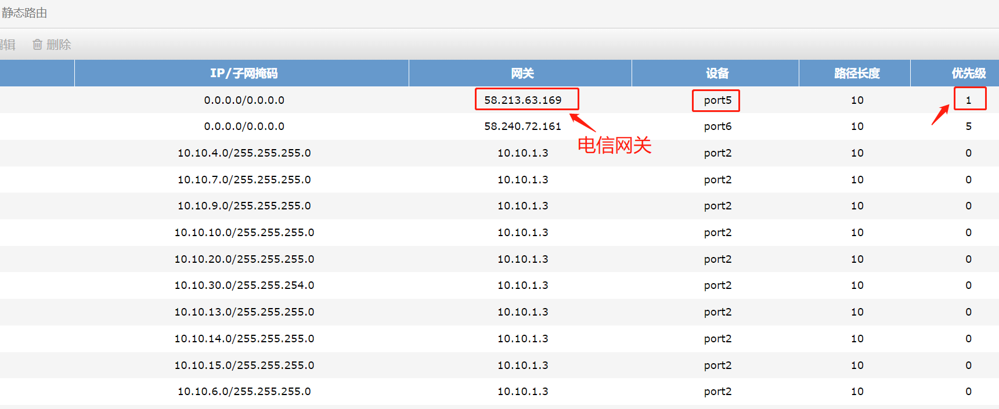 静态路由
编辑 删除
IP/子网掩码 网关 设备 路径长度 优先级
0.0.0.0/0.0.0.0 58.213.63.169 port5 10 1
0.0.0.0/0.0.0.0 58.240.72.161 port6 10 5
电信网关
10.10.4.0/255.255.255.0 10.10.1.3 port2 10 0
10.10.7.0/255.255.255.0 10.10.1.3 port2 10 0
10.10.9.0/255.255.255.0 10.10.1.3 port2 10 0
10.10.10.0/255.255.255.0 10.10.1.3 port2 10 0
10.10.20.0/255.255.255.0 10.10.1.3 port2 10 0
10.10.30.0/255.255.254.0 10.10.1.3 port2 10 0
10.10.13.0/255.255.255.0 10.10.1.3 port2 10 0
10.10.14.0/255.255.255.0 10.10.1.3 port2 10 0
10.10.15.0/255.255.255.0 10.10.1.3 port2 10 0
10.10.6.0/255.255.255.0 10.10.1.3 port2 10 0